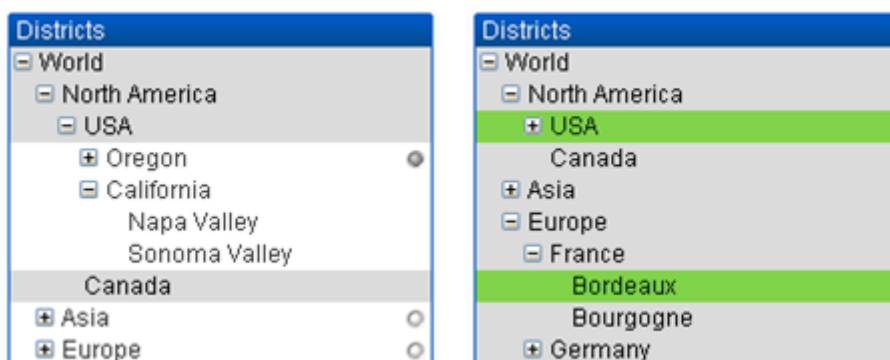 Districts
World
North America
USA
Oregon
California
Napa Valley
Sonoma Valley
Canada
Asia
Europe
Districts
World
North America
USA
Canada
Asia
Europe
France
Bordeaux
Bourgogne
Germany